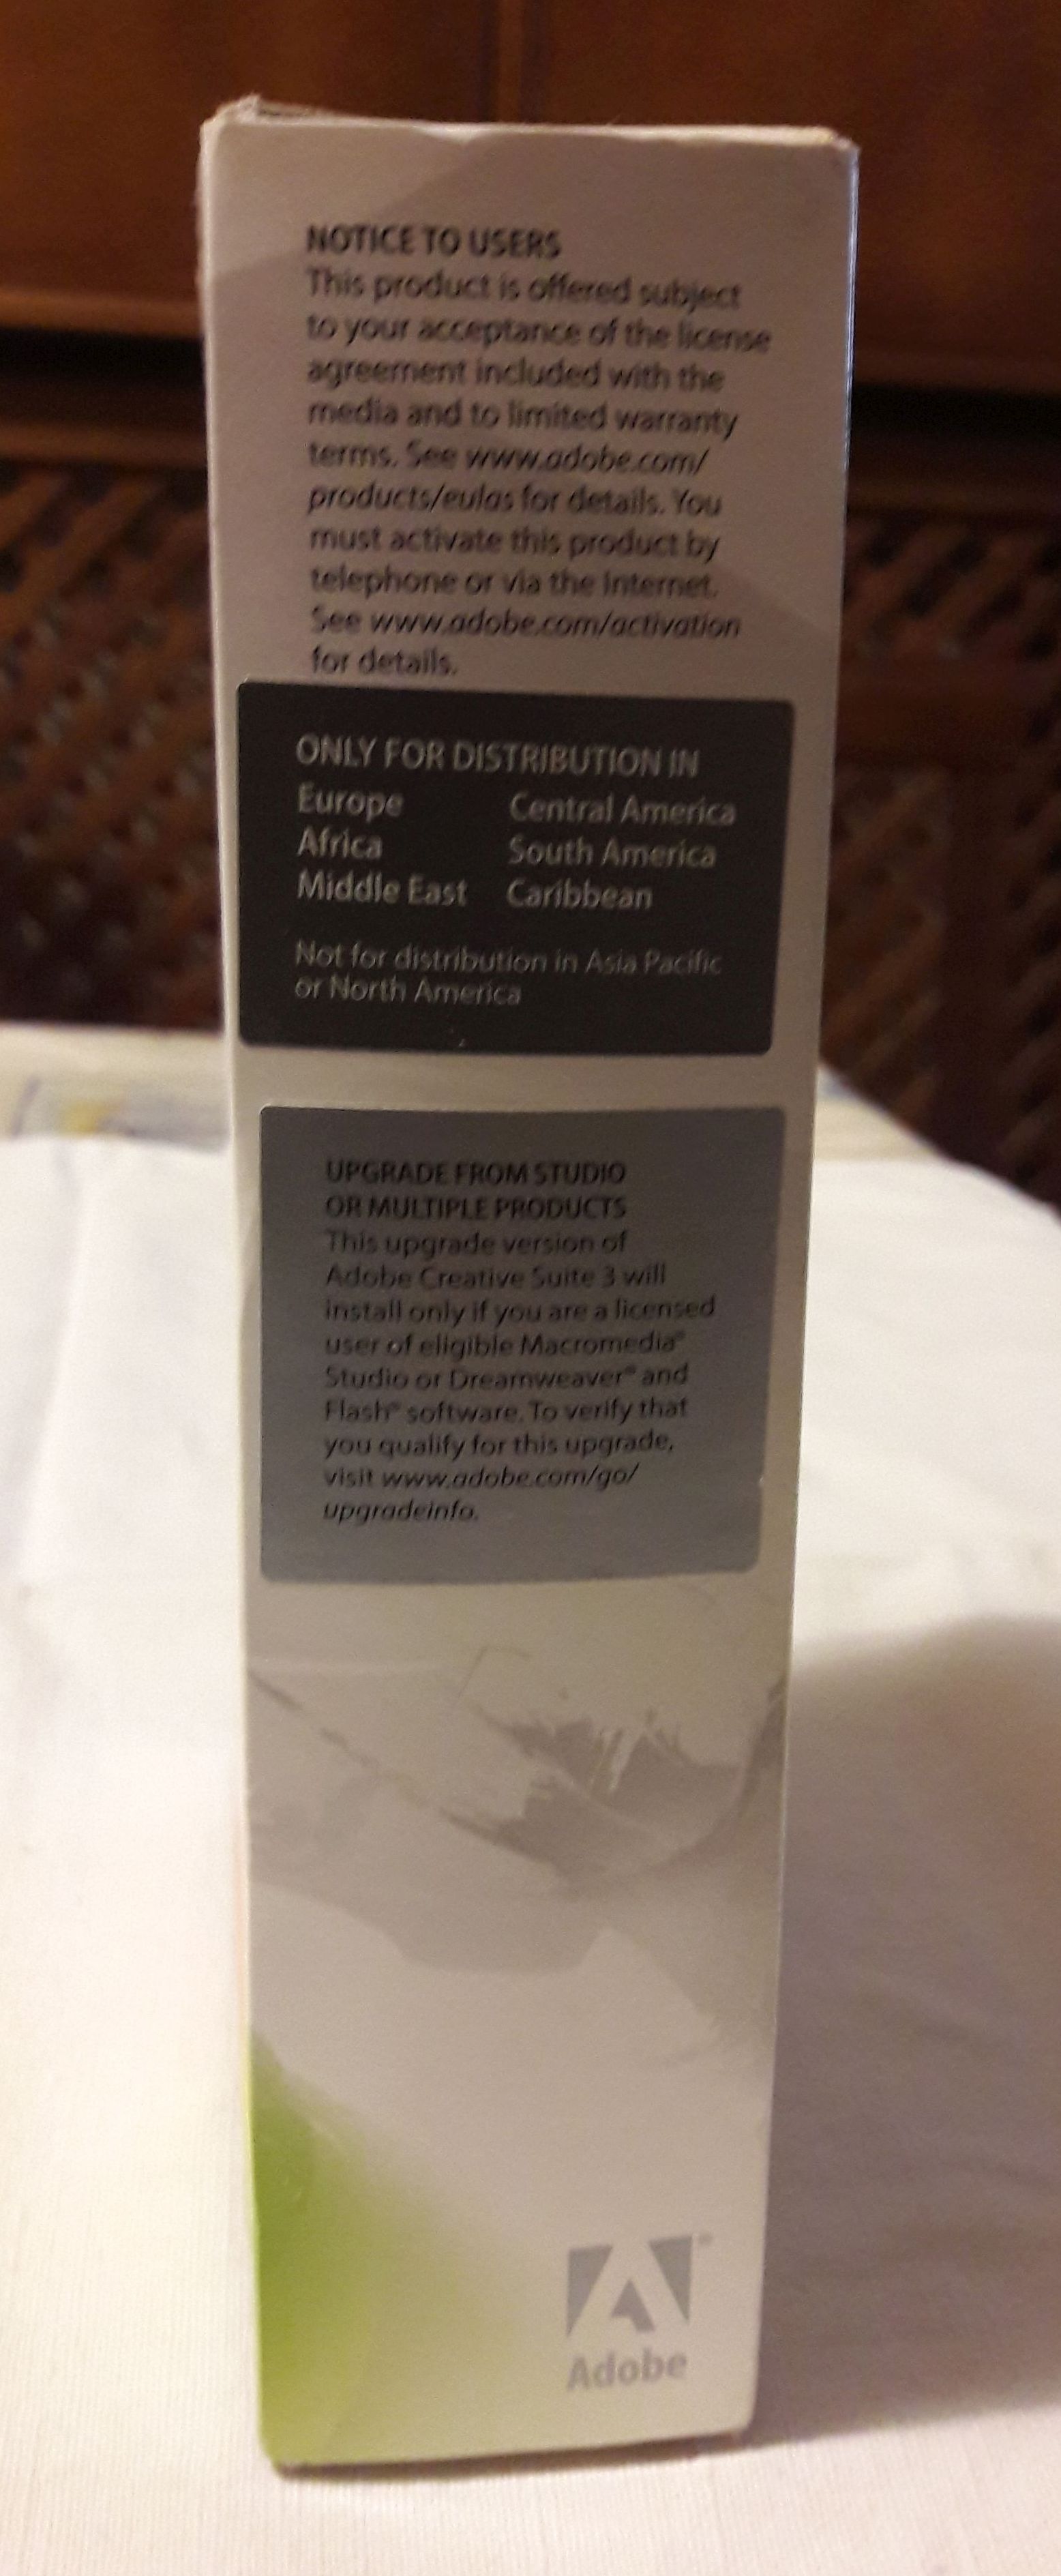 NOTICE TO USERS
This product is offered subject
to your acceptance of the license
agreement included with the
media and to limited warranty
terms. See www.adobe.com/
products/eulas for details. You
must activate this product by
telephone or via the Internet.
See www.adobe.com/activation
for details.
ONLY FOR DISTRIBUTION IN
Europe Central America
Africa South America
Middle East Caribbean
Not for distribution in Asia Pacific
or North America
UPGRADE FROM STUDIO
OR MULTIPLE PRODUCTS
This upgrade version of
Adobe Creative Suite 3 will
install only if you are a licensed
user of eligible Macromedia®
Studio or Dreamweaver® and
Flash® software. To verify that
you qualify for this upgrade,
visit www.adobe.com/go/
upgradeinfo.
Adobe